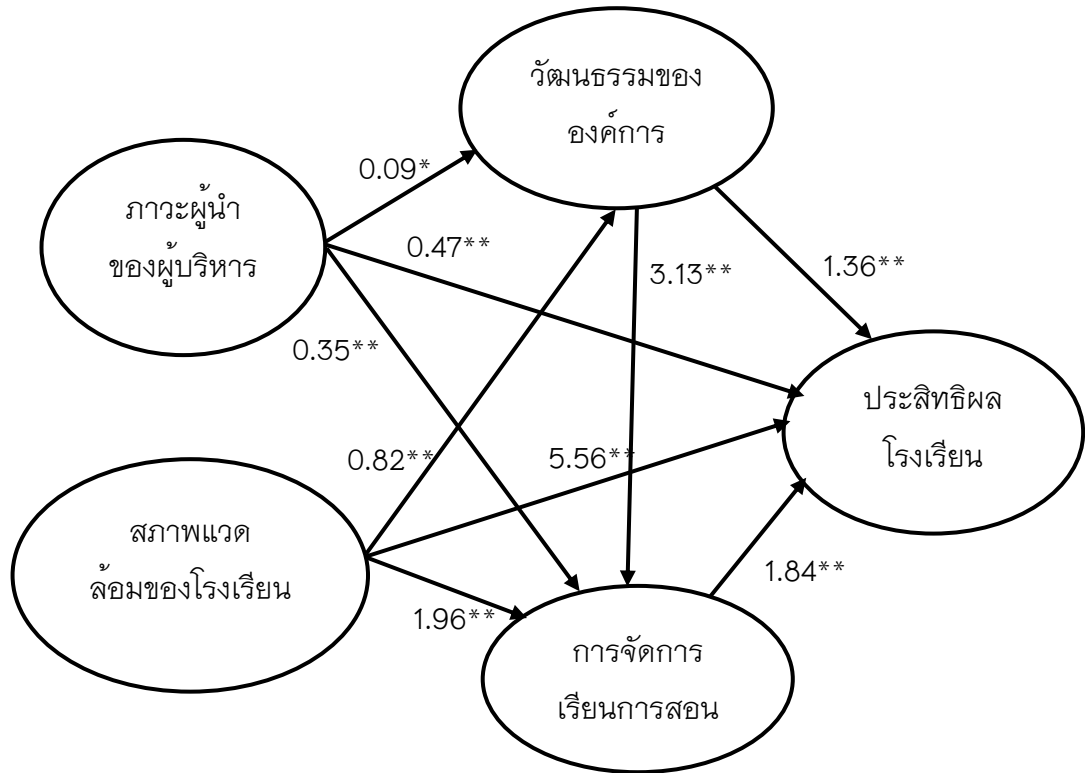 วัฒนธรรมของ
องค์การ
0.09*
ภาวะผู้นำ
ของผู้บริหาร
0.47**
3.13**
1.36**
0.35**
ประสิทธิผล
โรงเรียน
0.82**
5.56**
สภาพแวด
ล้อมของโรงเรียน
1.84**
1.96**
การจัดการ
เรียนการสอน